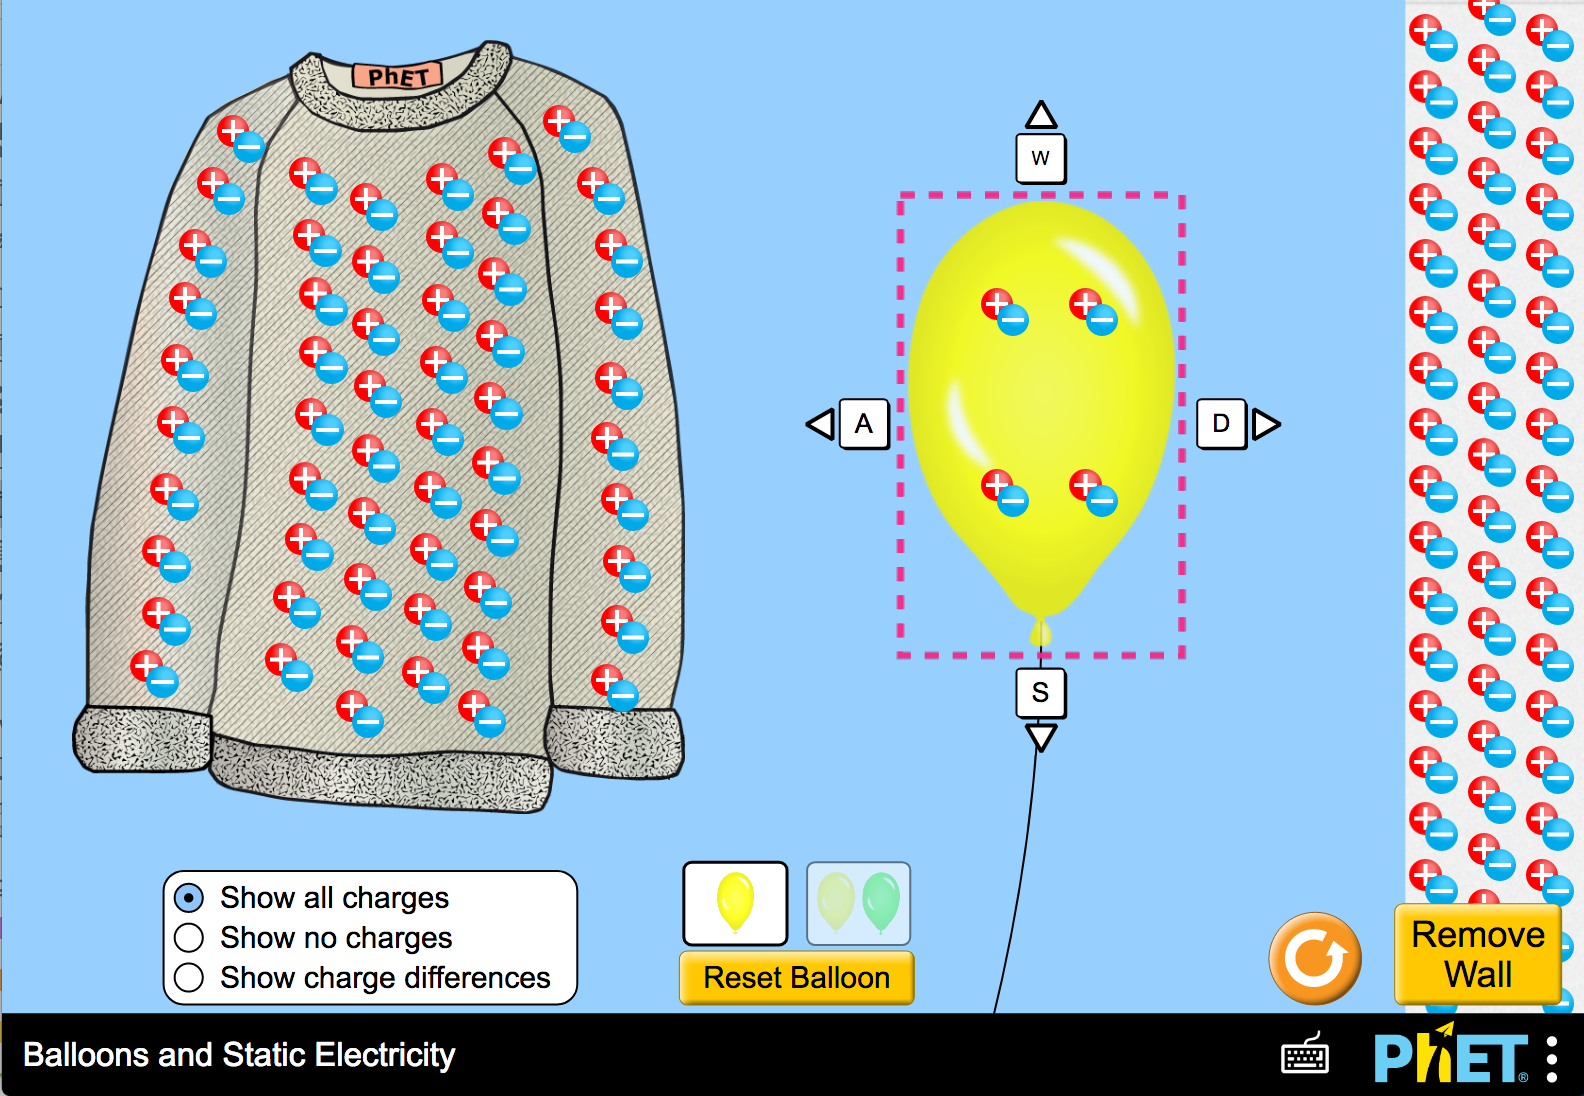 PhET
W
A
D
S
Show all charges
Show no charges
Show charge differences
Reset Balloon
Remove
Wall
Balloons and Static Electricity
PhET®